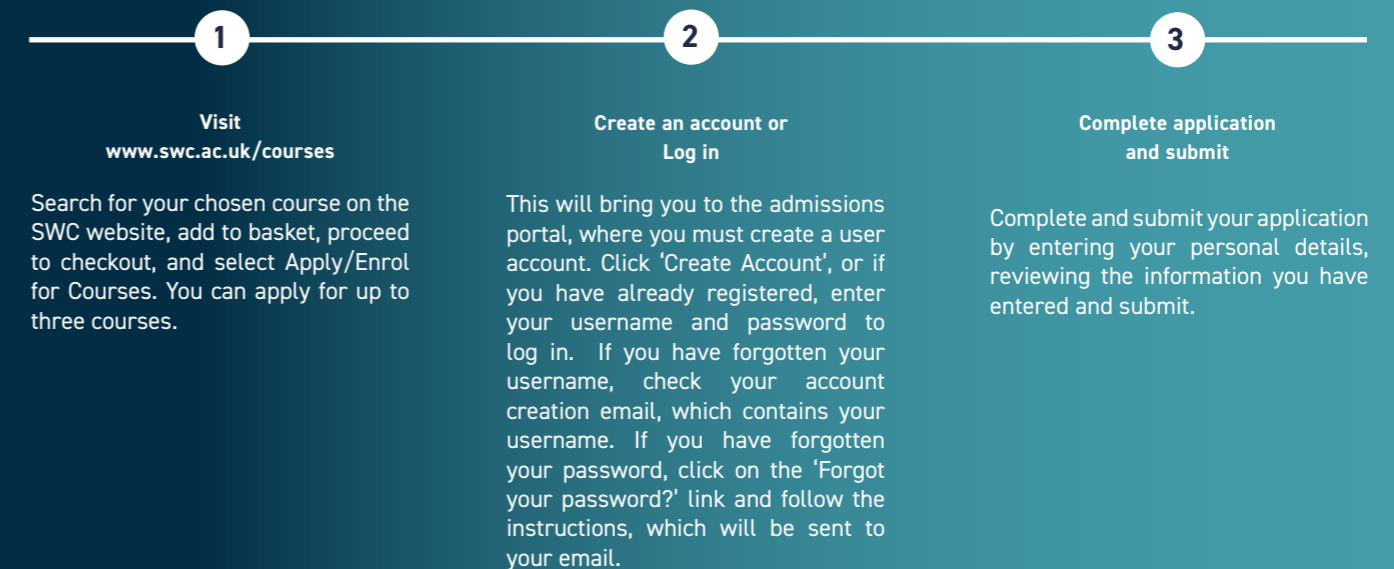 1
Visit
www.swc.ac.uk/courses
Search for your chosen course on the
SWC website, add to basket, proceed
to checkout, and select Apply/Enrol
for Courses. You can apply for up to
three courses.
2
Create an account or
Log in
This will bring you to the admissions
portal, where you must create a user
account. Click ‘Create Account’, or if
you have already registered, enter
your username and password to
log in. If you have forgotten your
username, check your account
creation email, which contains your
username. If you have forgotten
your password, click on the ‘Forgot
your password?’ link and follow the
instructions, which will be sent to
your email.
3
Complete application
and submit
Complete and submit your application
by entering your personal details,
reviewing the information you have
entered and submit.